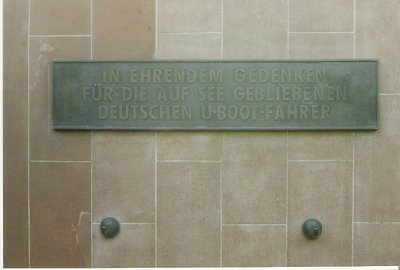 IN EHRENDEM GEDENKEN
FÜR DIE AUF SEE GEBLIEBENEN
DEUTSCHEN U-BOOT-FAHRER